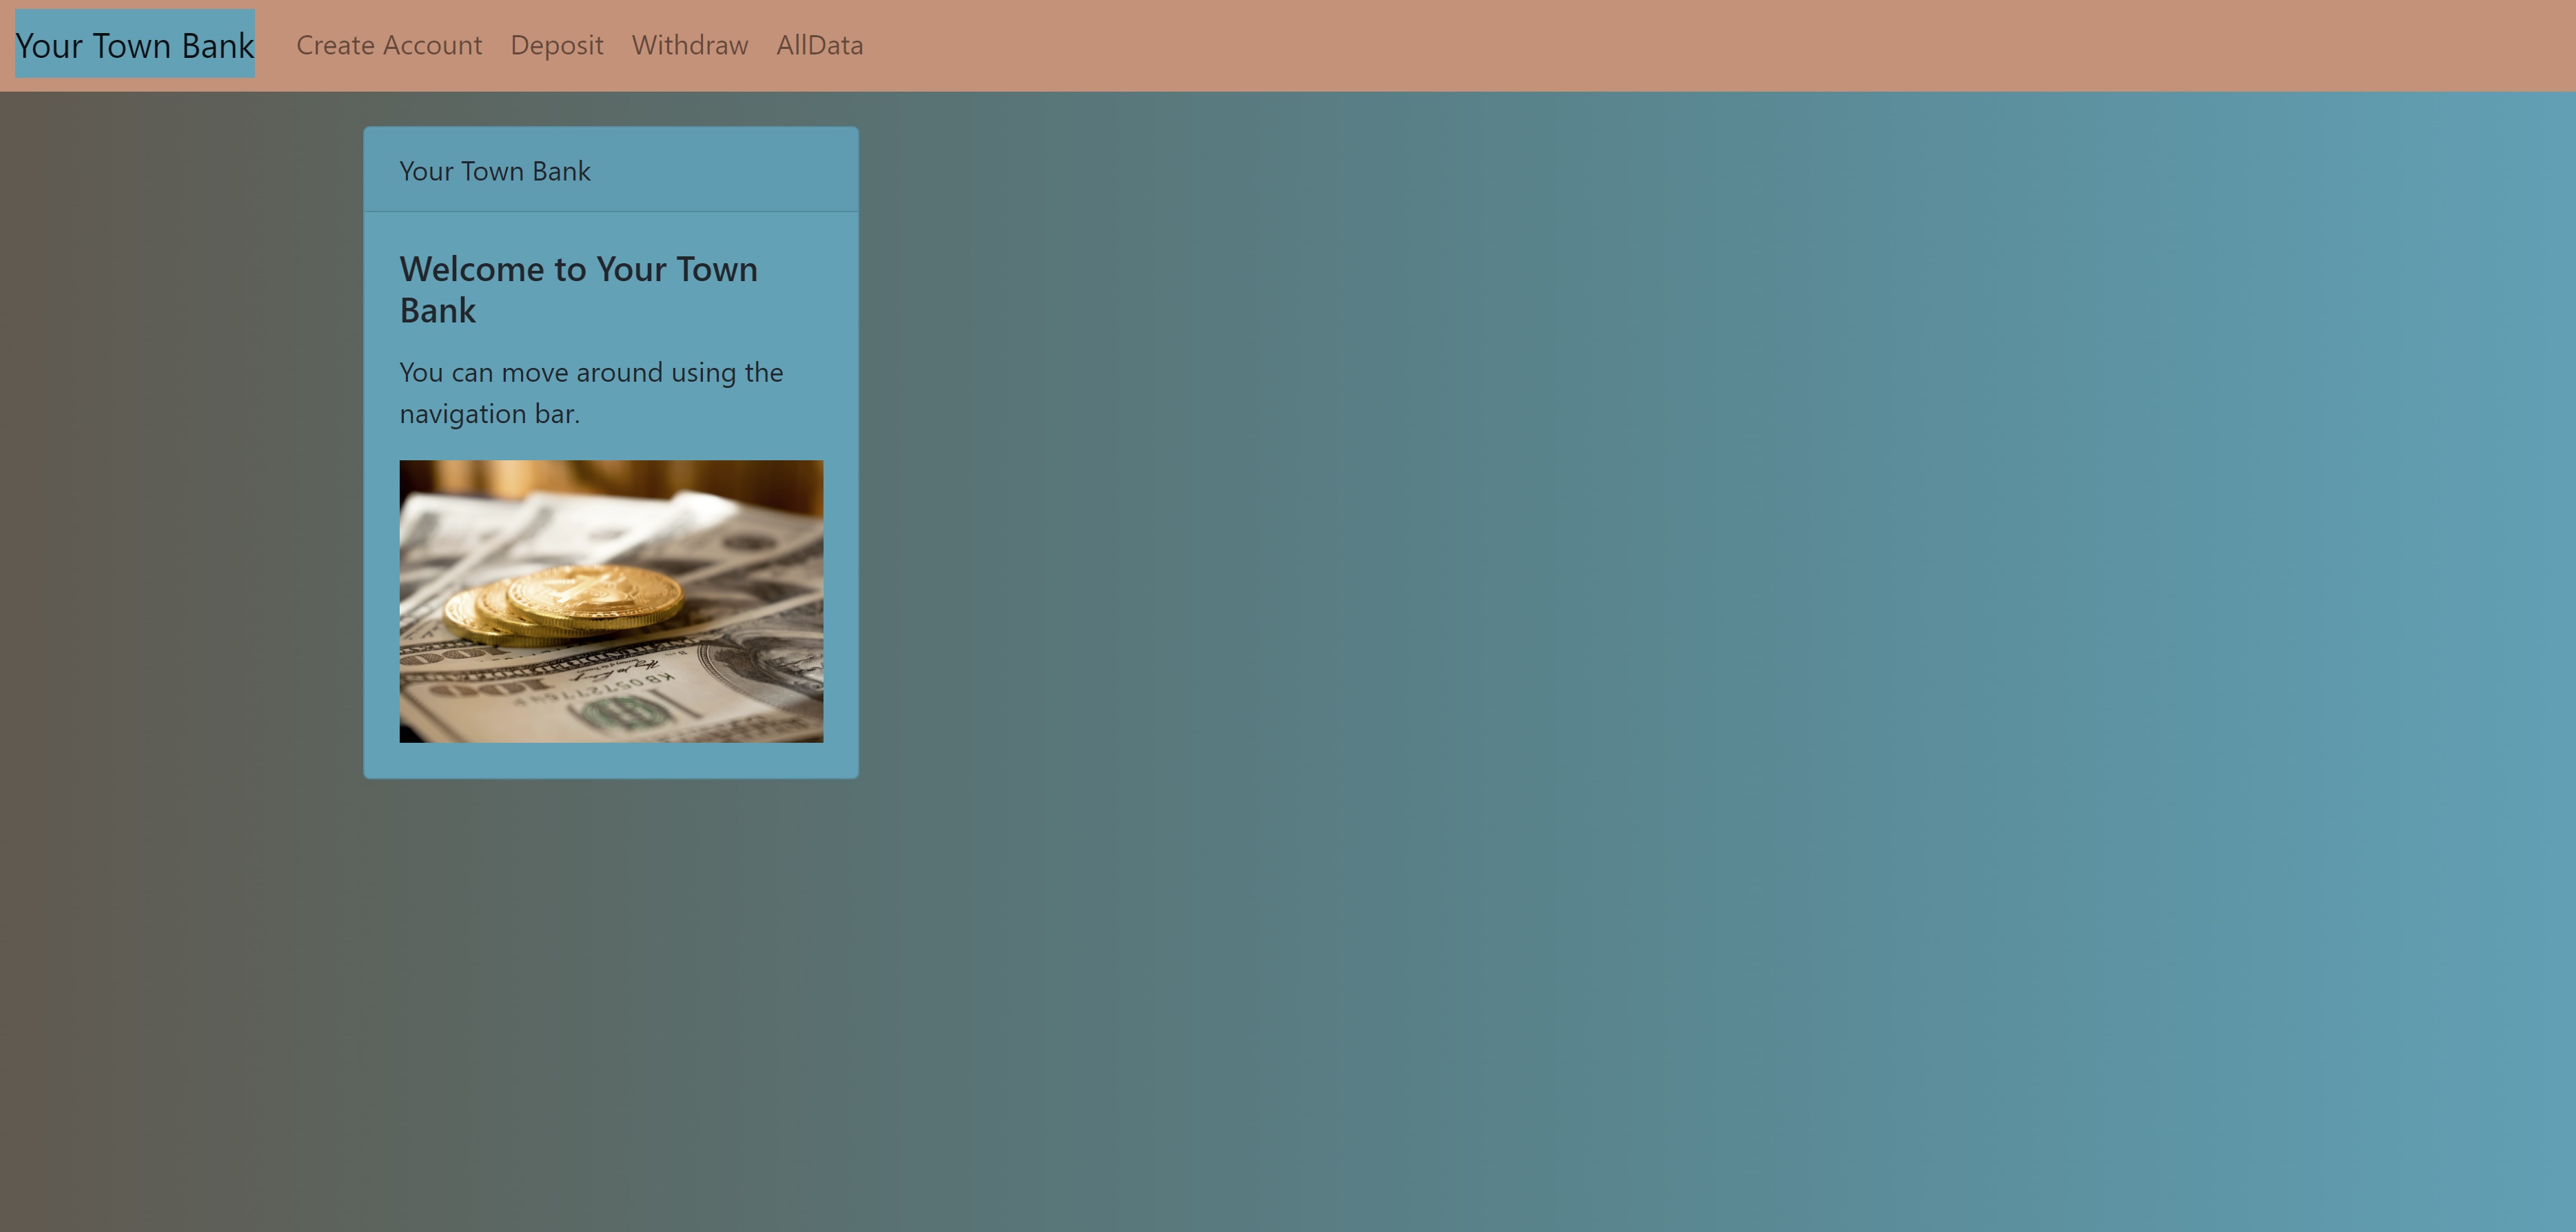 Your Town Bank Create Account Deposit Withdraw AllData
Your Town Bank
Welcome to Your Town
Bank
You can move around using the
navigation bar.
100